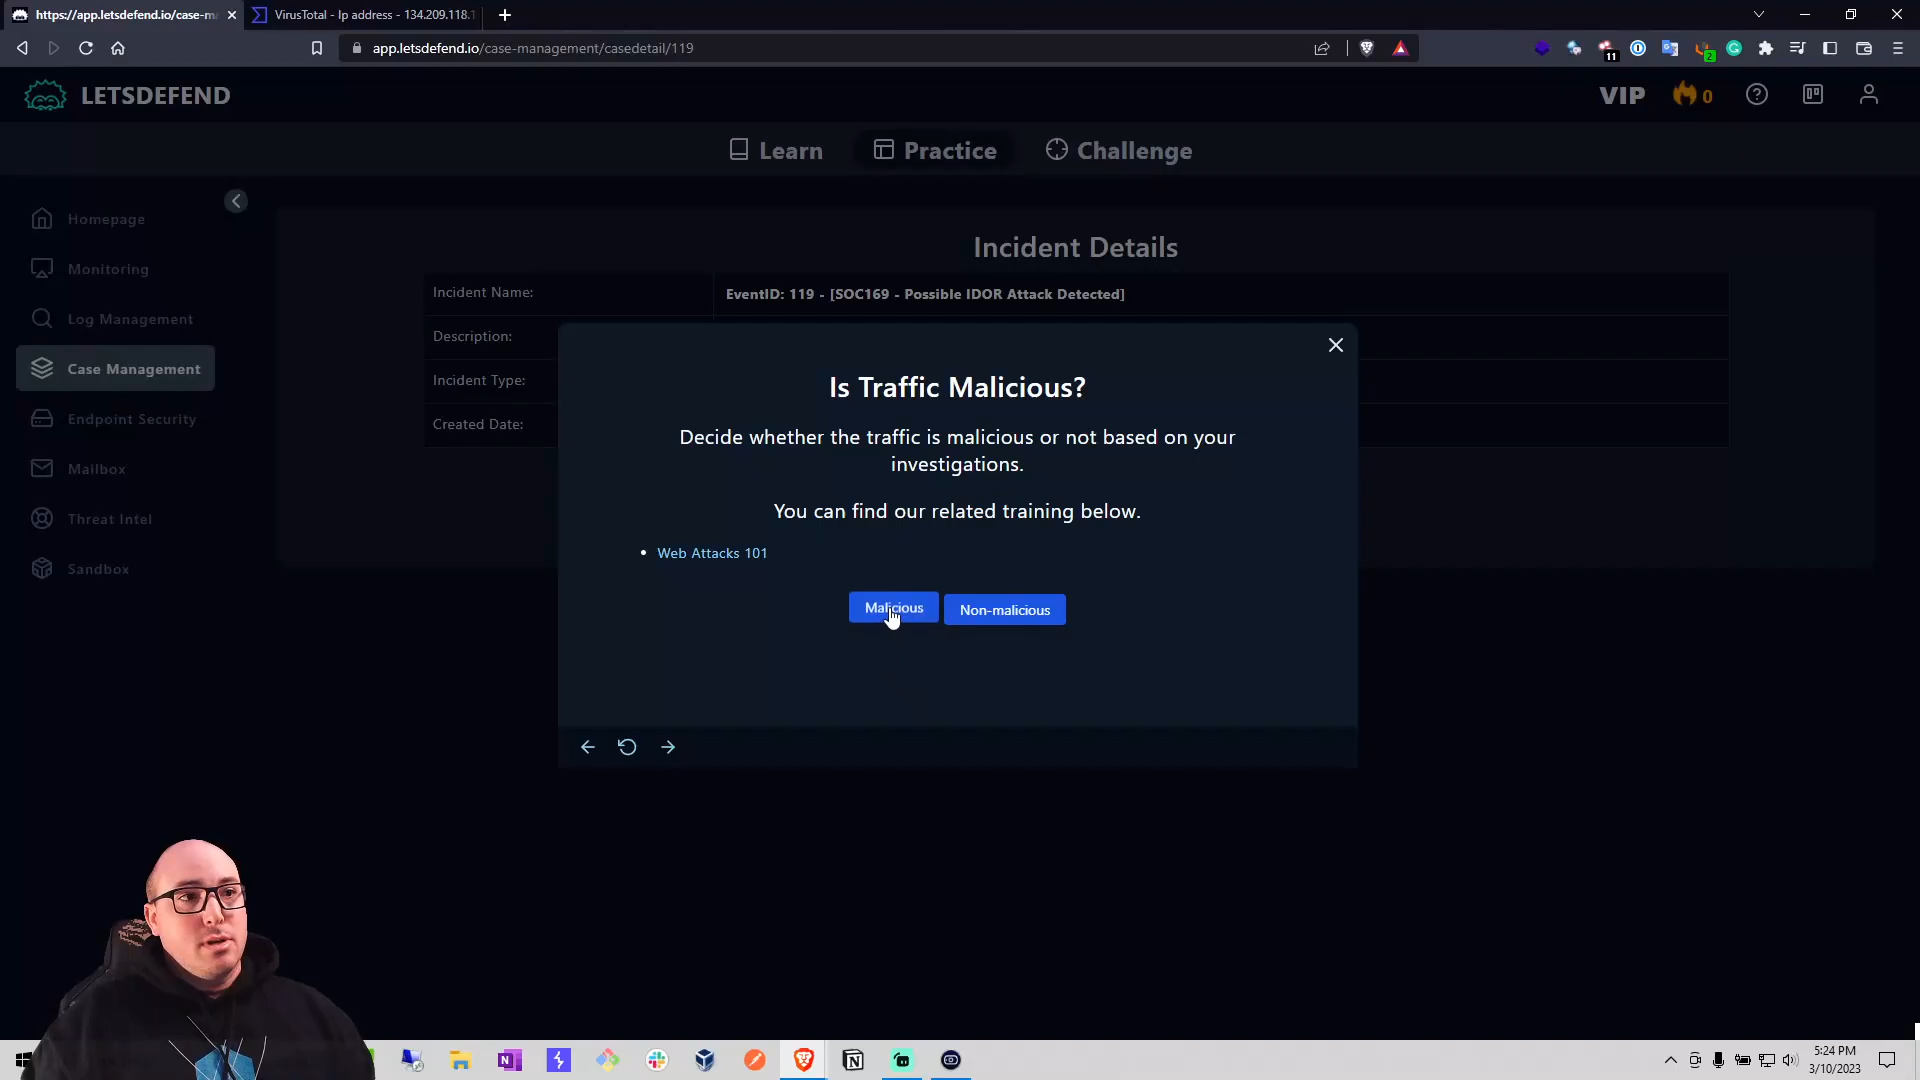 https://app.letsdefend.io/case-m
VirusTotal - Ip address - 134.209.118.1
app.letsdefend.io/case-management/casedetail/119
11
2
LETSDEFEND
VIP
0
Learn
Practice
Challenge
Homepage
Monitoring
Log Management
Case Management
Endpoint Security
Mailbox
Threat Intel
Sandbox
Incident Details
Incident Name:
EventID: 119 - [SOC169 - Possible IDOR Attack Detected]
Description:
Incident Type:
Created Date:
Is Traffic Malicious?
Decide whether the traffic is malicious or not based on your
investigations.
You can find our related training below.
• Web Attacks 101
Malicious
Non-malicious
5:24 PM
3/10/2023